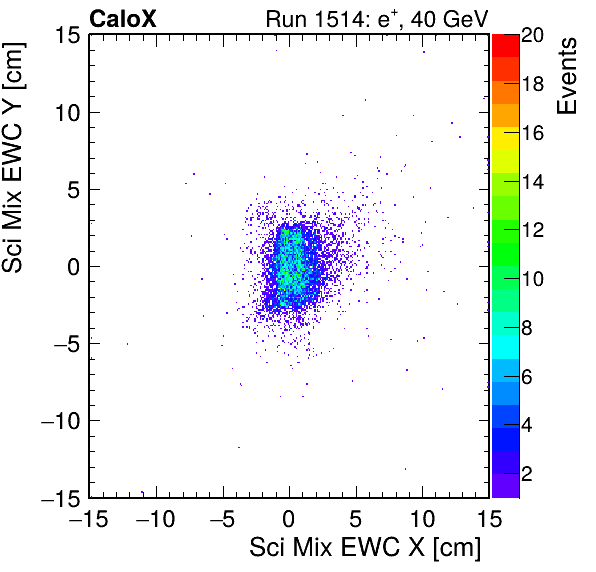 CaloX
Run 1514: e⁺, 40 GeV
15
10
5
0
−5
−10
−15
Sci Mix EWC Y [cm]
−15 −10 −5 0 5 10 15
Sci Mix EWC X [cm]
20
18
16
14
12
10
8
6
4
2
Events